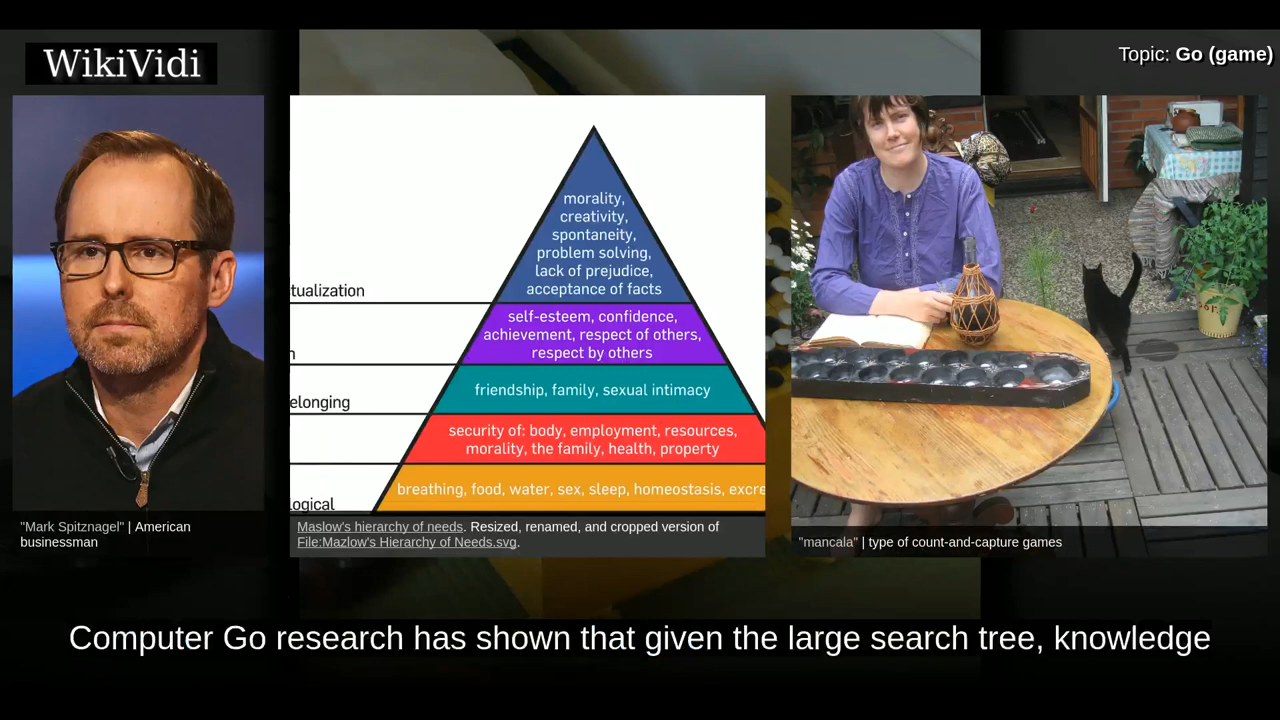 WikiVidi
Topic: Go (game)
morality,
creativity,
spontaneity,
problem solving,
lack of prejudice,
acceptance of facts
tualization
self-esteem, confidence,
achievement, respect of others,
respect by others
n
friendship, family, sexual intimacy
elonging
security of: body, employment, resources,
morality, the family, health, property
breathing, food, water, sex, sleep, homeostasis, excre
logical
"Mark Spitznagel" | American
businessman
Maslow's hierarchy of needs. Resized, renamed, and cropped version of
File:Mazlow's Hierarchy of Needs.svg.
"mancala" | type of count-and-capture games
Computer Go research has shown that given the large search tree, knowledge